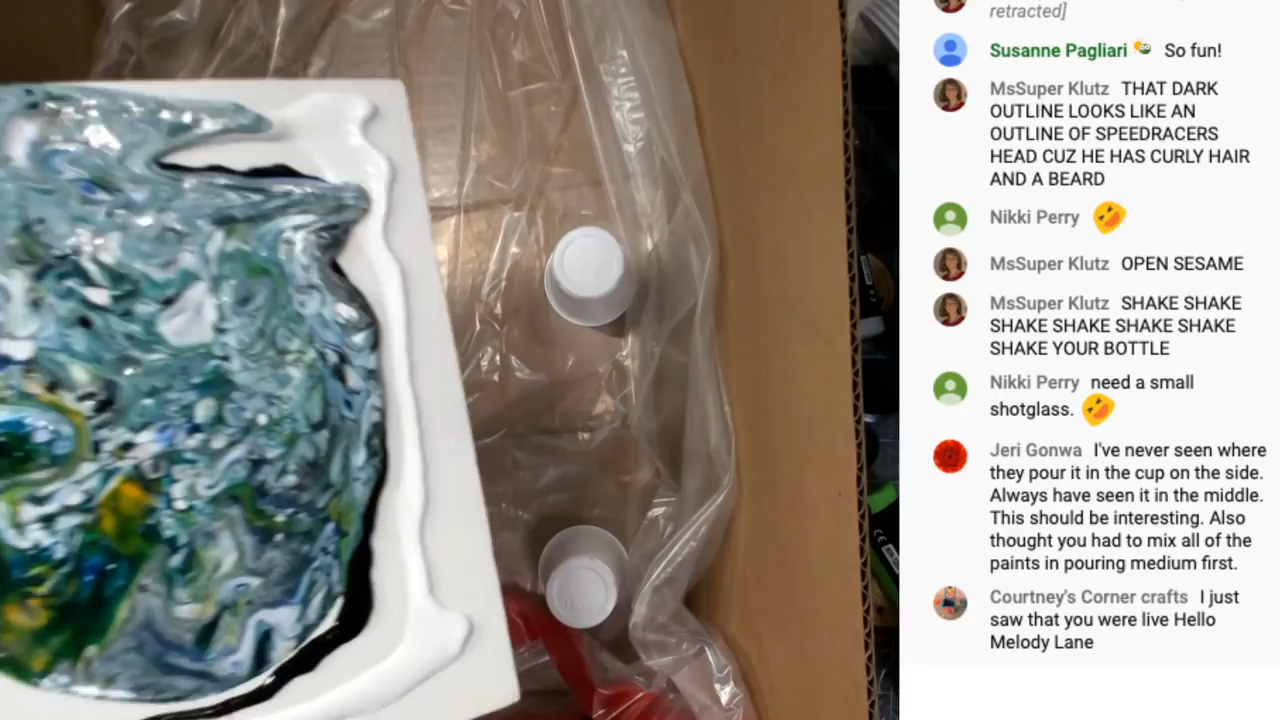 retracted]
Susanne Pagliari So fun!
MsSuper Klutz THAT DARK
OUTLINE LOOKS LIKE AN
OUTLINE OF SPEEDRACERS
HEAD CUZ HE HAS CURLY HAIR
AND A BEARD
Nikki Perry
MsSuper Klutz OPEN SESAME
MsSuper Klutz SHAKE SHAKE
SHAKE SHAKE SHAKE SHAKE
SHAKE YOUR BOTTLE
Nikki Perry need a small
shotglass.
Jeri Gonwa I've never seen where
they pour it in the cup on the side.
Always have seen it in the middle.
This should be interesting. Also
thought you had to mix all of the
paints in pouring medium first.
Courtney's Corner crafts I just
saw that you were live Hello
Melody Lane